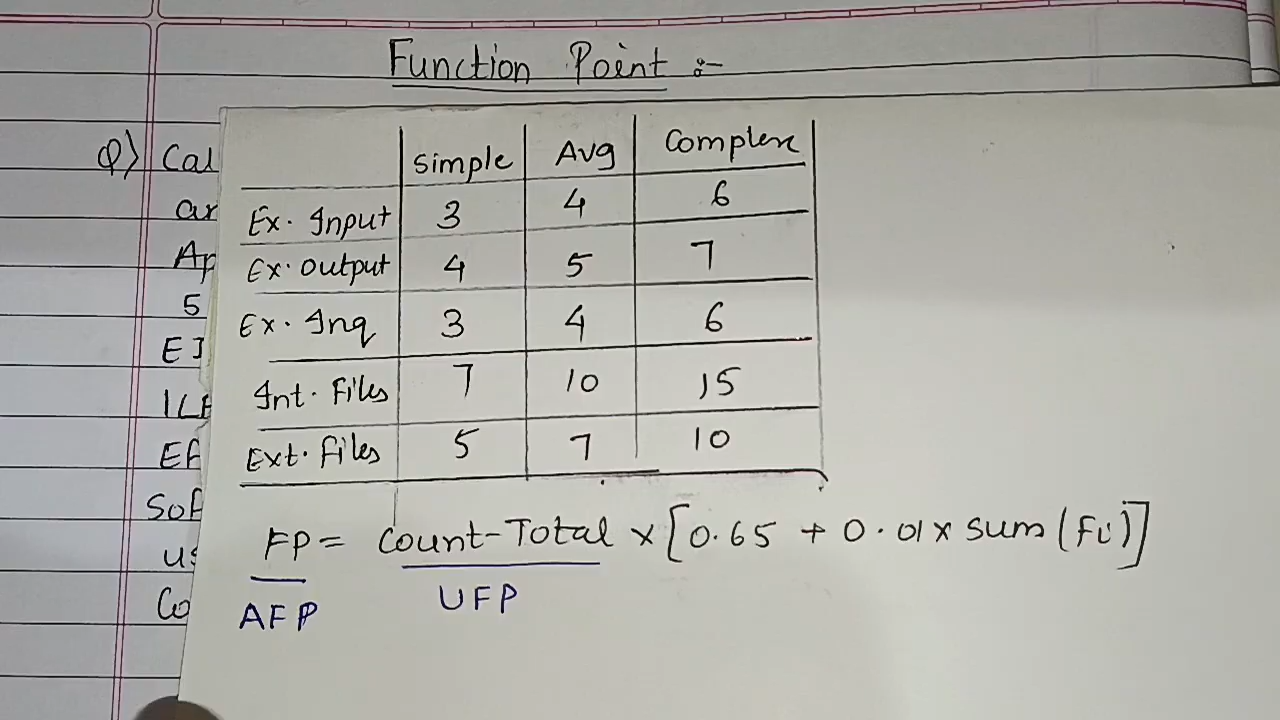 Function Point :-
Q) Cal
ar
Ap
5
EI
ILF
EF
Sof
us
Co
Simple Avg Complex
Ex. Input 3 4 6
Ex. Output 4 5 7
Ex. Inq 3 4 6
Int. Files 7 10 15
Ext. Files 5 7 10
FP = Count-Total × [0.65 + 0.01 × sum(Fi)]
AFP UFP